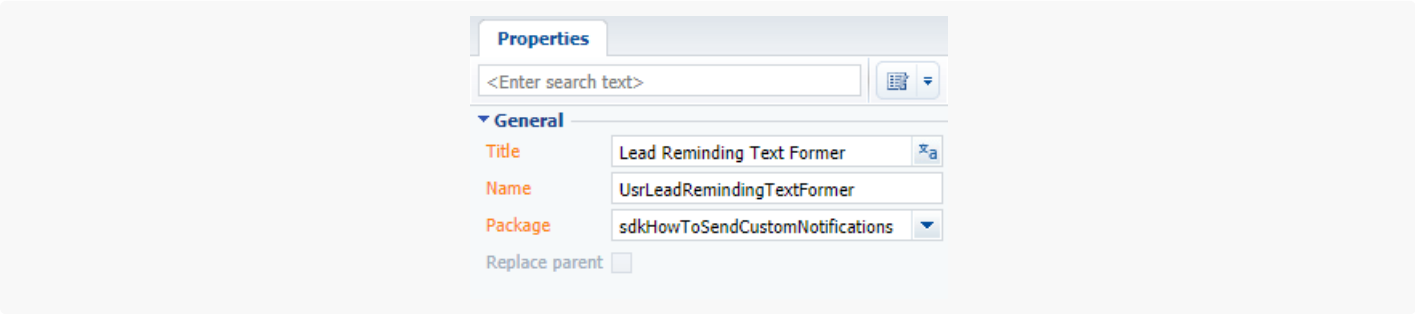 Properties
<Enter search text>
General
Title Lead Reminding Text Former
Name UsrLeadRemindingTextFormer
Package sdkHowToSendCustomNotifications
Replace parent